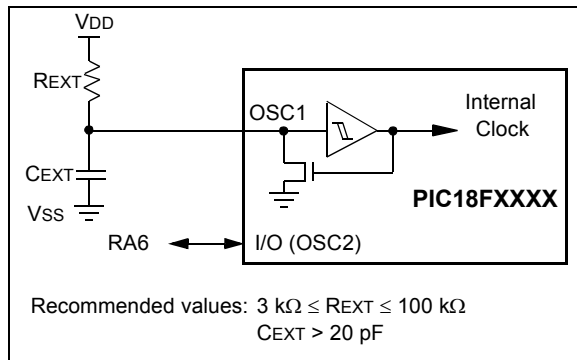 VDD
REXT
OSC1
Internal
Clock
CEXT
PIC18FXXXX
VSS
RA6
I/O (OSC2)
Recommended values: 3 kΩ ≤ REXT ≤ 100 kΩ
CEXT > 20 pF